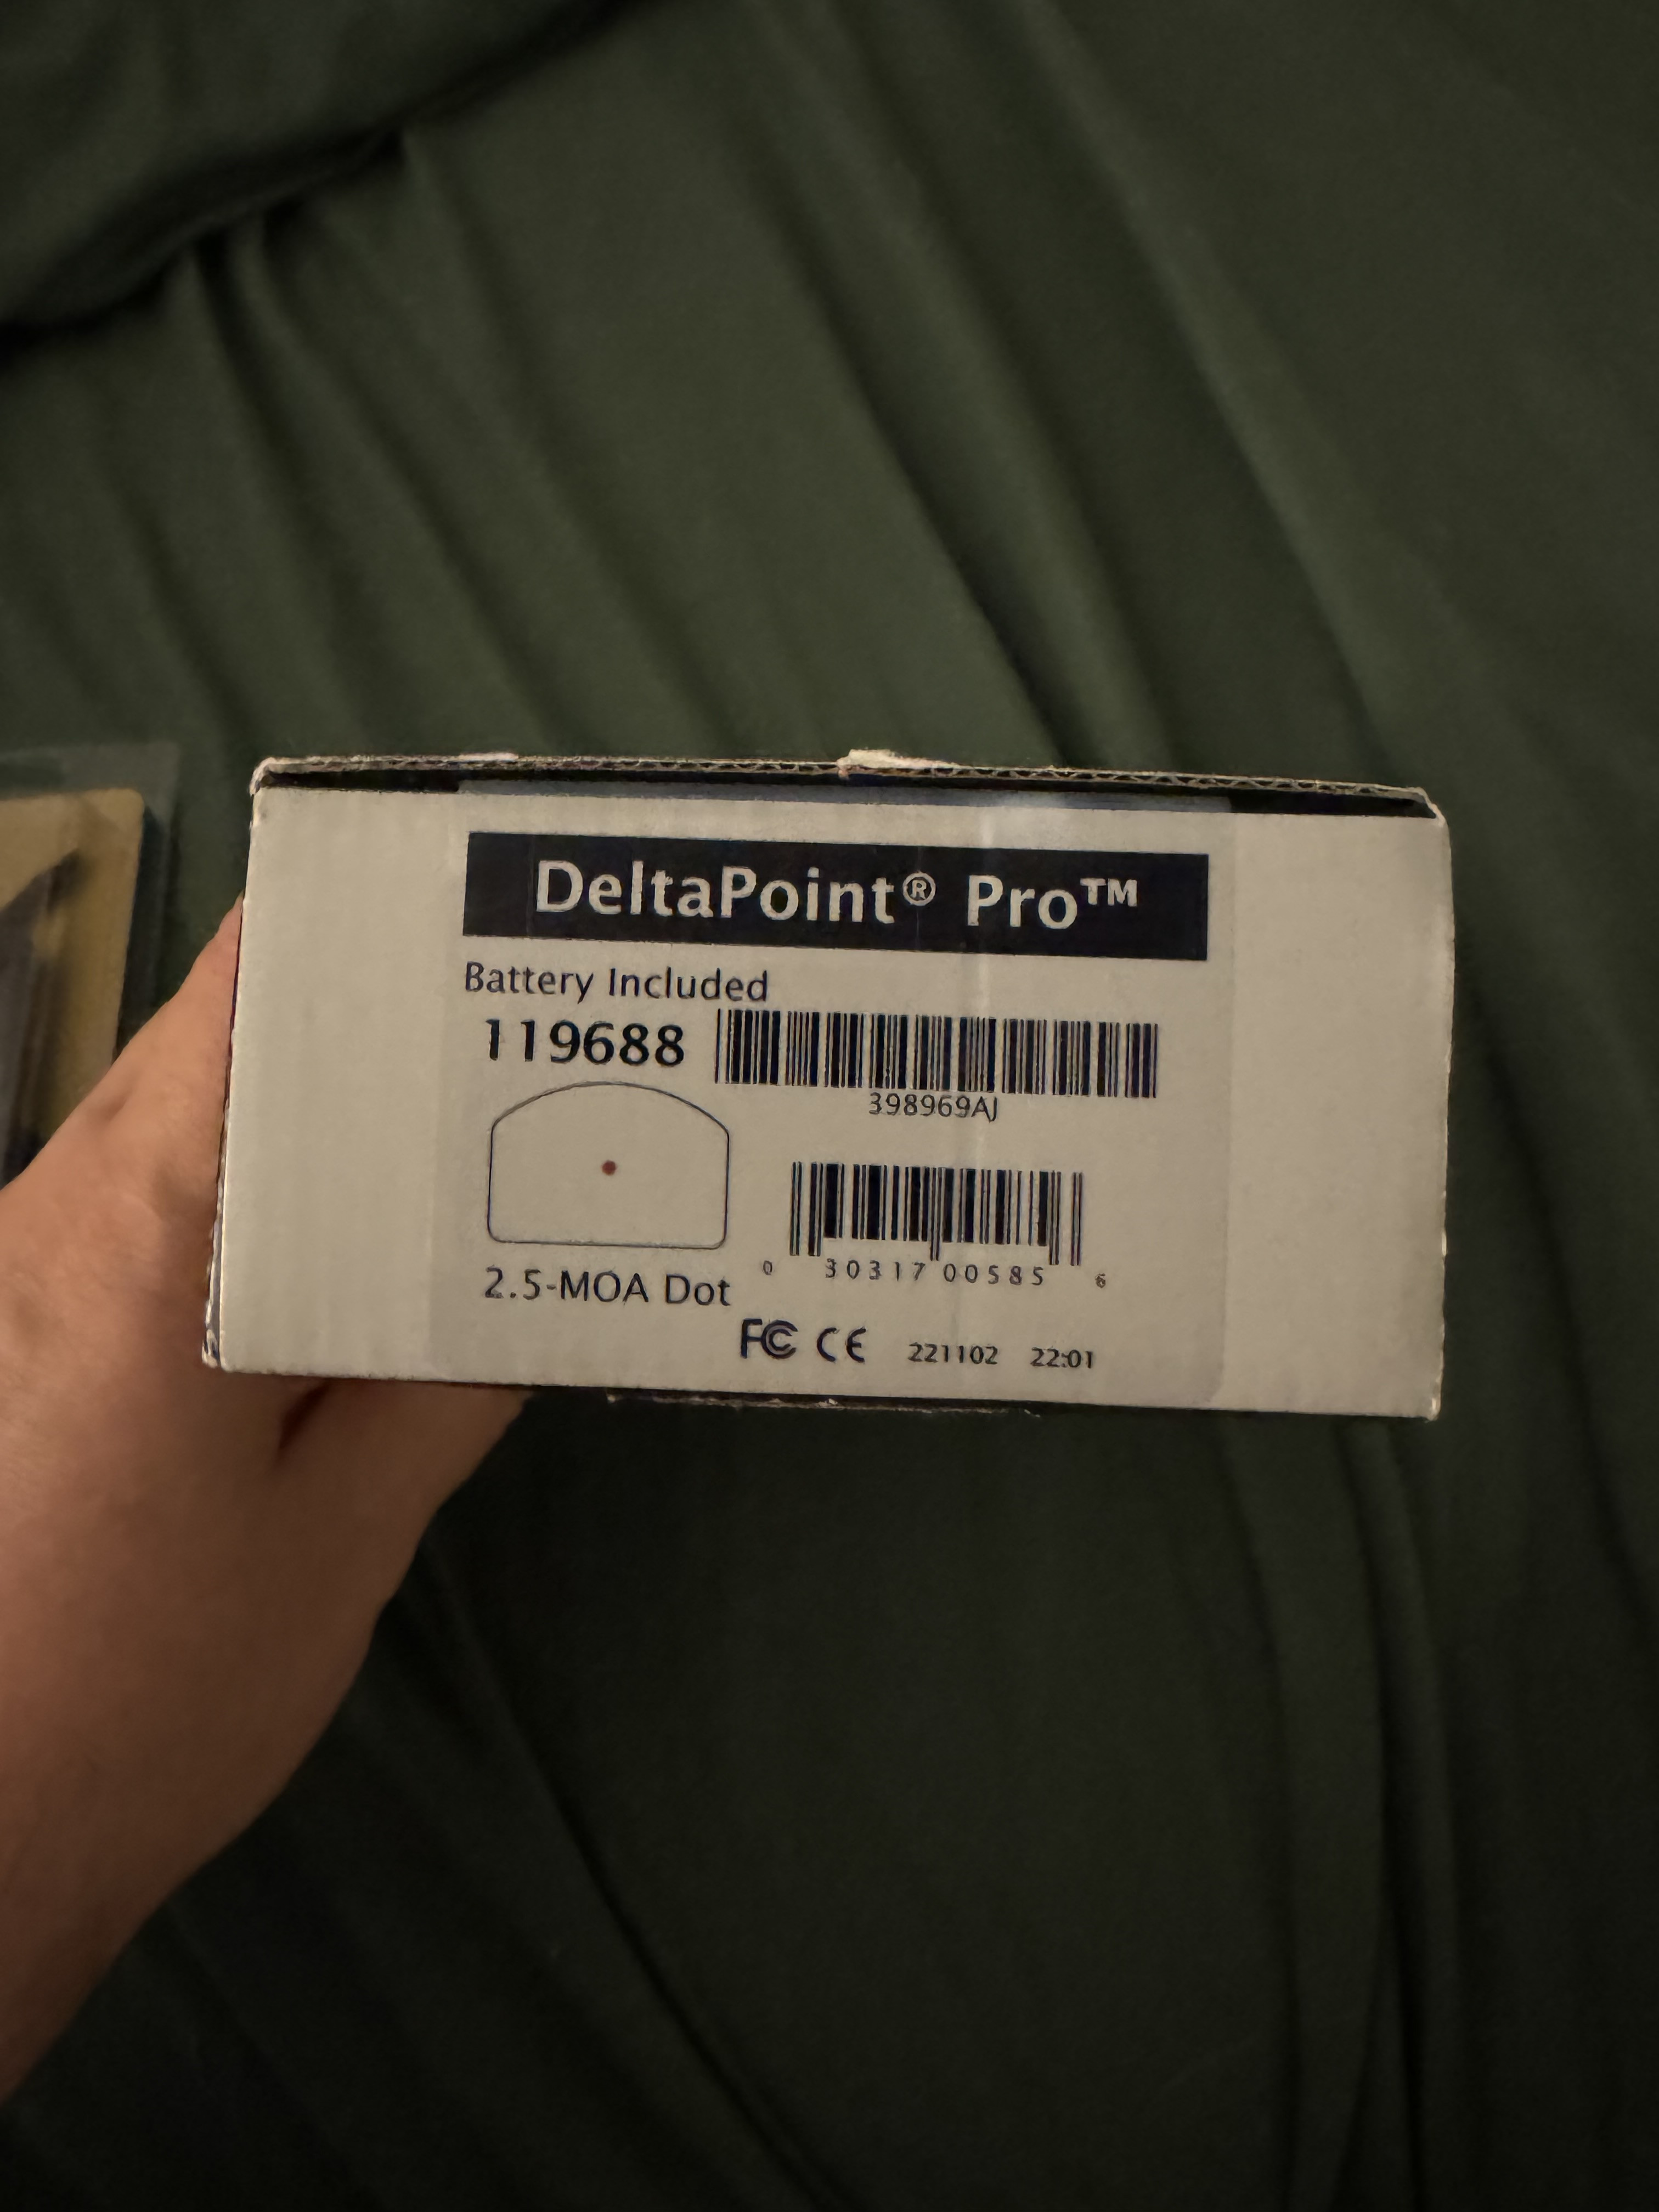 DeltaPoint® Pro™
Battery Included
119688
398969AJ
2.5-MOA Dot
0 30317 00585 6
FC CE 221102 22:01